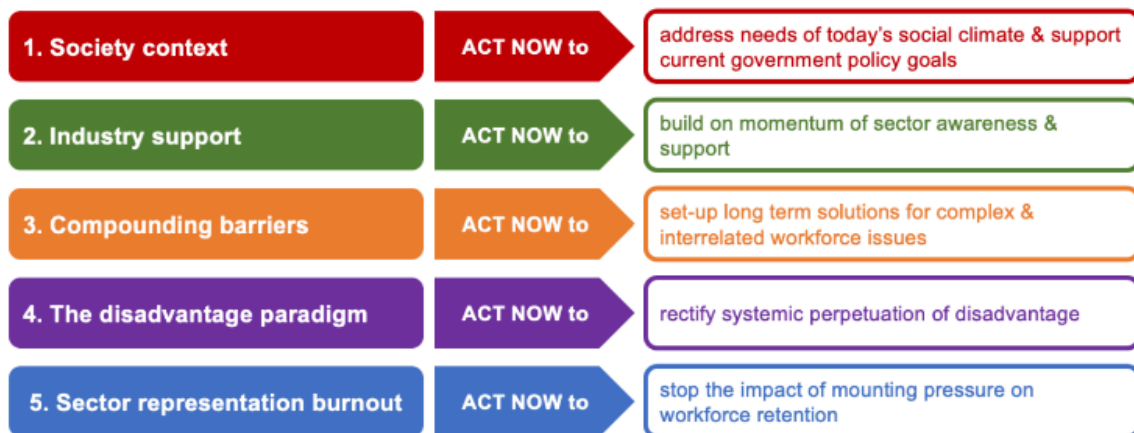 1. Society context
ACT NOW to
address needs of today's social climate & support
current government policy goals
2. Industry support
ACT NOW to
build on momentum of sector awareness &
support
3. Compounding barriers
ACT NOW to
set-up long term solutions for complex &
interrelated workforce issues
4. The disadvantage paradigm
ACT NOW to
rectify systemic perpetuation of disadvantage
5. Sector representation burnout
ACT NOW to
stop the impact of mounting pressure on
workforce retention